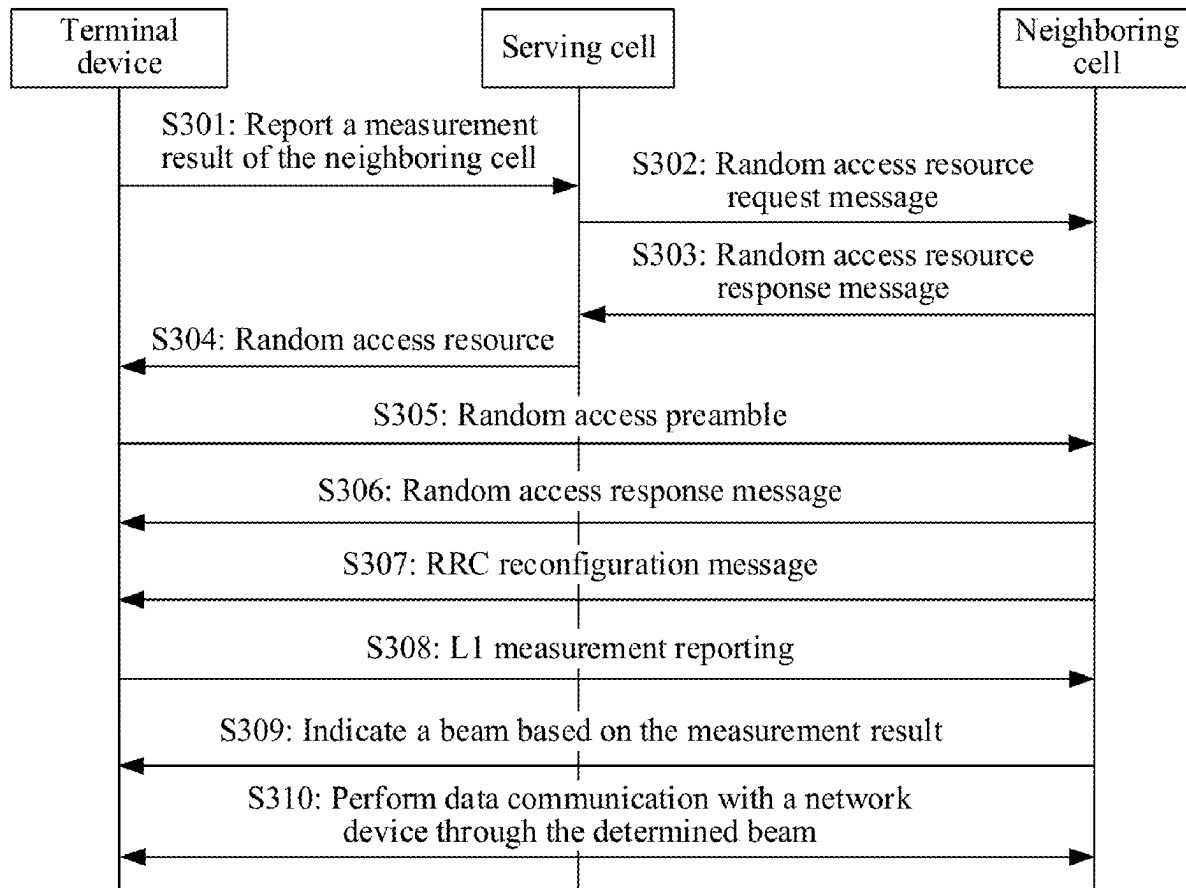 Terminal
device
Serving cell
Neighboring
cell
S301: Report a measurement
result of the neighboring cell
S302: Random access resource
request message
S303: Random access resource
response message
S304: Random access resource
S305: Random access preamble
S306: Random access response message
S307: RRC reconfiguration message
S308: L1 measurement reporting
S309: Indicate a beam based on the measurement result
S310: Perform data communication with a network
device through the determined beam